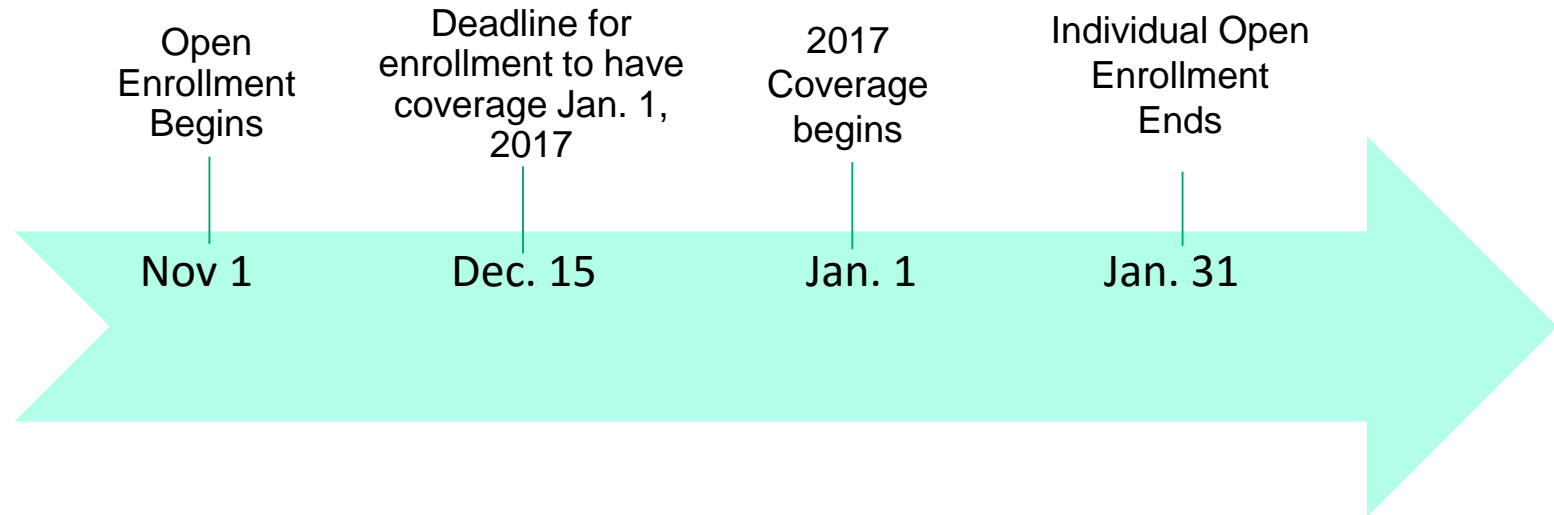 Open
Enrollment
Begins
Deadline for
enrollment to have
coverage Jan. 1,
2017
2017
Coverage
begins
Individual Open
Enrollment
Ends
Nov 1
Dec. 15
Jan. 1
Jan. 31